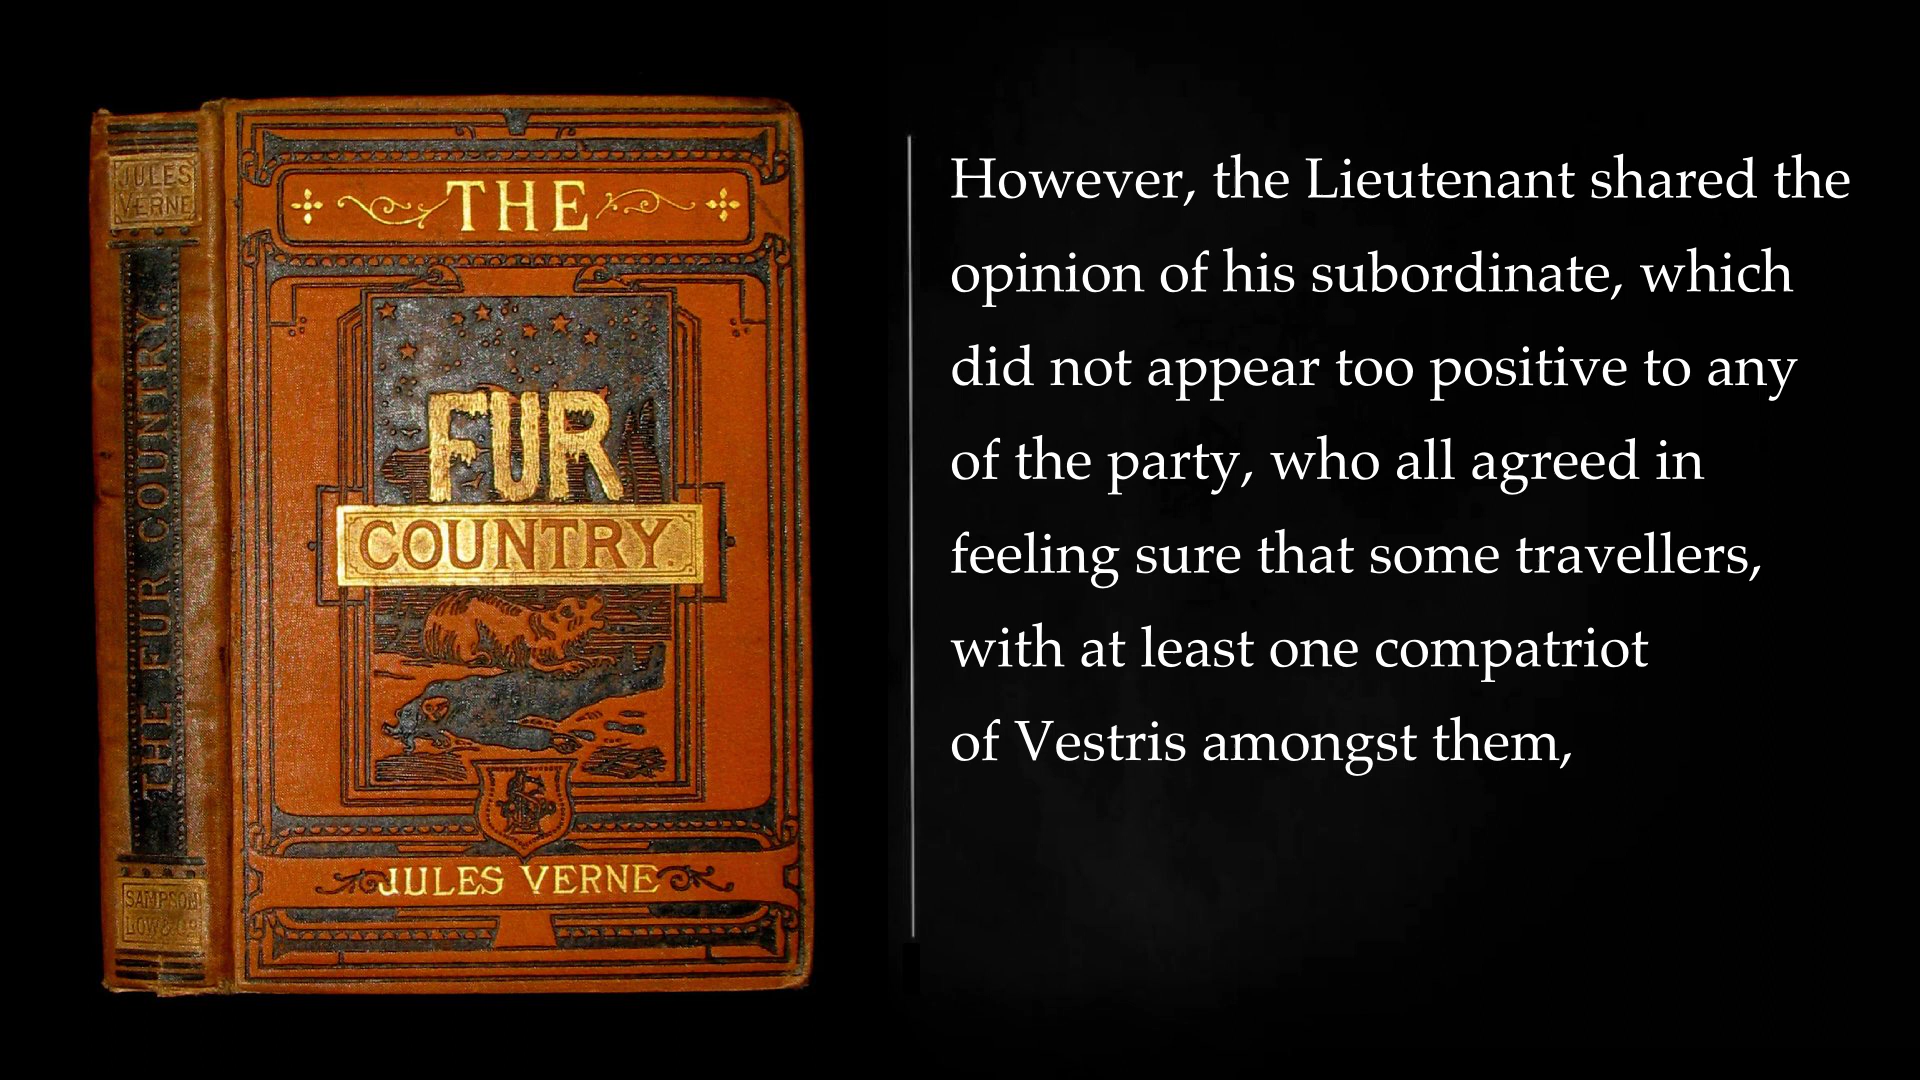 JULES
VERNE
THE FUR COUNTRY.
SAMPSON
LOW & Co
THE
FUR
COUNTRY.
JULES VERNE
However, the Lieutenant shared the
opinion of his subordinate, which
did not appear too positive to any
of the party, who all agreed in
feeling sure that some travellers,
with at least one compatriot
of Vestris amongst them,